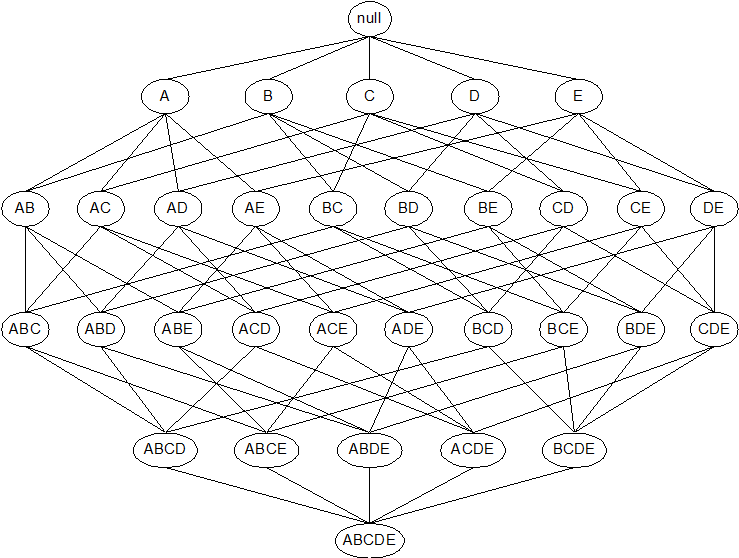 null
A B C D E
AB AC AD AE BC BD BE CD CE DE
ABC ABD ABE ACD ACE ADE BCD BCE BDE CDE
ABCD ABCE ABDE ACDE BCDE
ABCDE